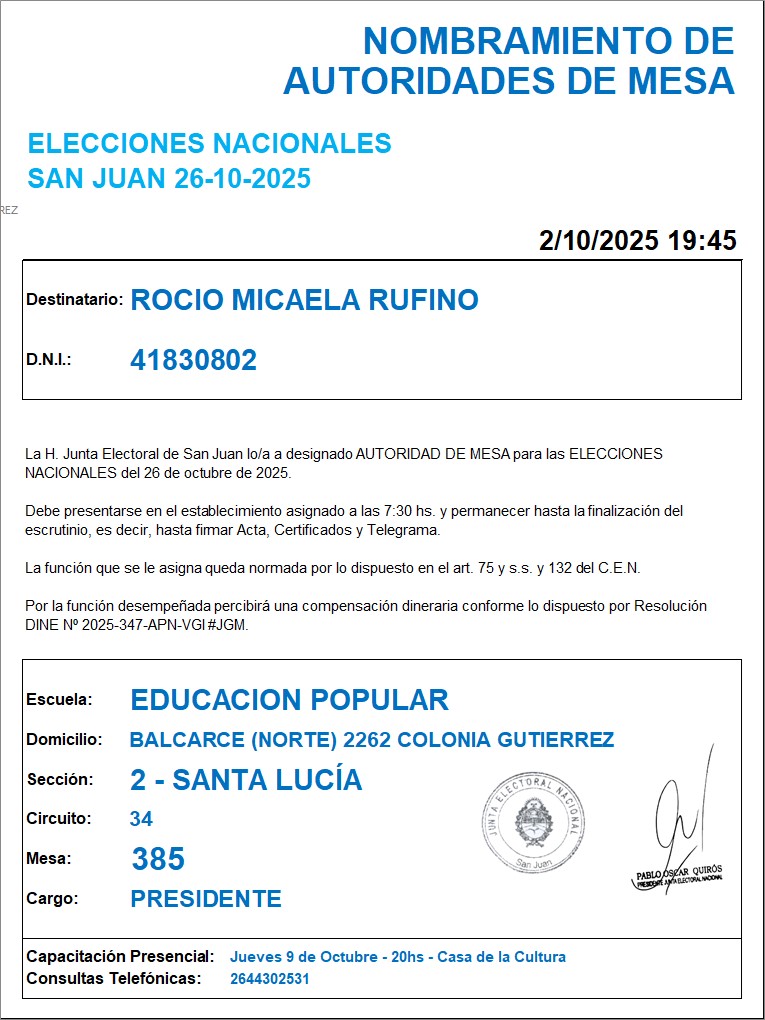 NOMBRAMIENTO DE
AUTORIDADES DE MESA
ELECCIONES NACIONALES
SAN JUAN 26-10-2025
REZ
2/10/2025 19:45
Destinatario: ROCIO MICAELA RUFINO
D.N.I.: 41830802
La H. Junta Electoral de San Juan lo/a a designado AUTORIDAD DE MESA para las ELECCIONES
NACIONALES del 26 de octubre de 2025.
Debe presentarse en el establecimiento asignado a las 7:30 hs. y permanecer hasta la finalización del
escrutinio, es decir, hasta firmar Acta, Certificados y Telegrama.
La función que se le asigna queda normada por lo dispuesto en el art. 75 y s.s. y 132 del C.E.N.
Por la función desempeñada percibirá una compensación dineraria conforme lo dispuesto por Resolución
DINE Nº 2025-347-APN-VGI#JGM.
Escuela: EDUCACION POPULAR
Domicilio: BALCARCE (NORTE) 2262 COLONIA GUTIERREZ
Sección: 2 - SANTA LUCÍA
Circuito: 34
Mesa: 385
Cargo: PRESIDENTE
JUNTA ELECTORAL NACIONAL
San Juan
PABLO OSCAR QUIRÓS
PRESIDENTE JUNTA ELECTORAL NACIONAL
Capacitación Presencial: Jueves 9 de Octubre - 20hs - Casa de la Cultura
Consultas Telefónicas: 2644302531